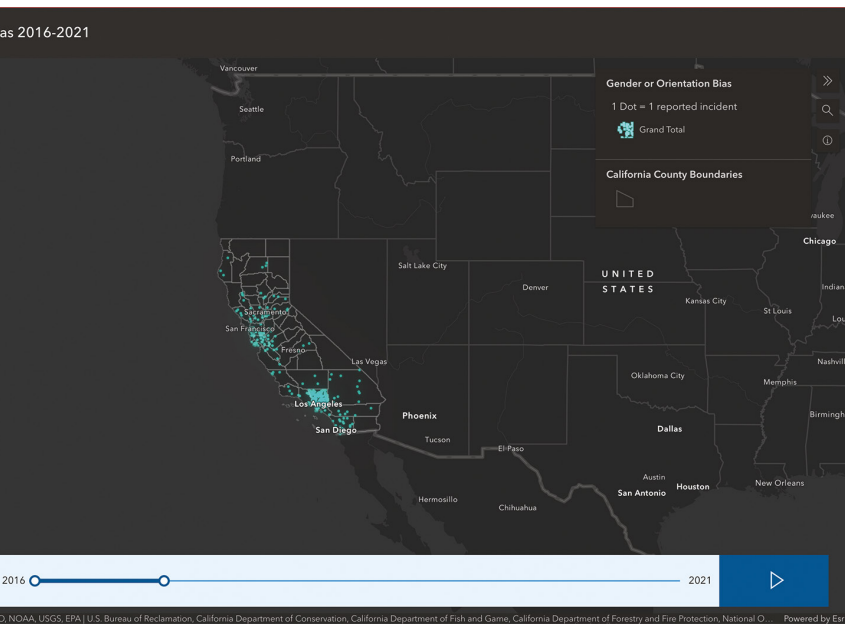 as 2016-2021
Vancouver
Seattle
Portland
Gender or Orientation Bias
1 Dot = 1 reported incident
Grand Total
California County Boundaries
aukee
Chicago
Salt Lake City
UNITED
STATES
Denver
Indian
Kansas City
St Louis
Lou
Sacramento
San Francisco
Fresno
Las Vegas
Nashvill
Oklahoma City
Memphis
Los Angeles
Phoenix
Birmingh
San Diego
Dallas
Tucson
El Paso
Austin
San Antonio
Houston
New Orleans
Hermosillo
Chihuahua
2016
2021
O, NOAA, USGS, EPA | U.S. Bureau of Reclamation, California Department of Conservation, California Department of Fish and Game, California Department of Forestry and Fire Protection, National O... Powered by Esr